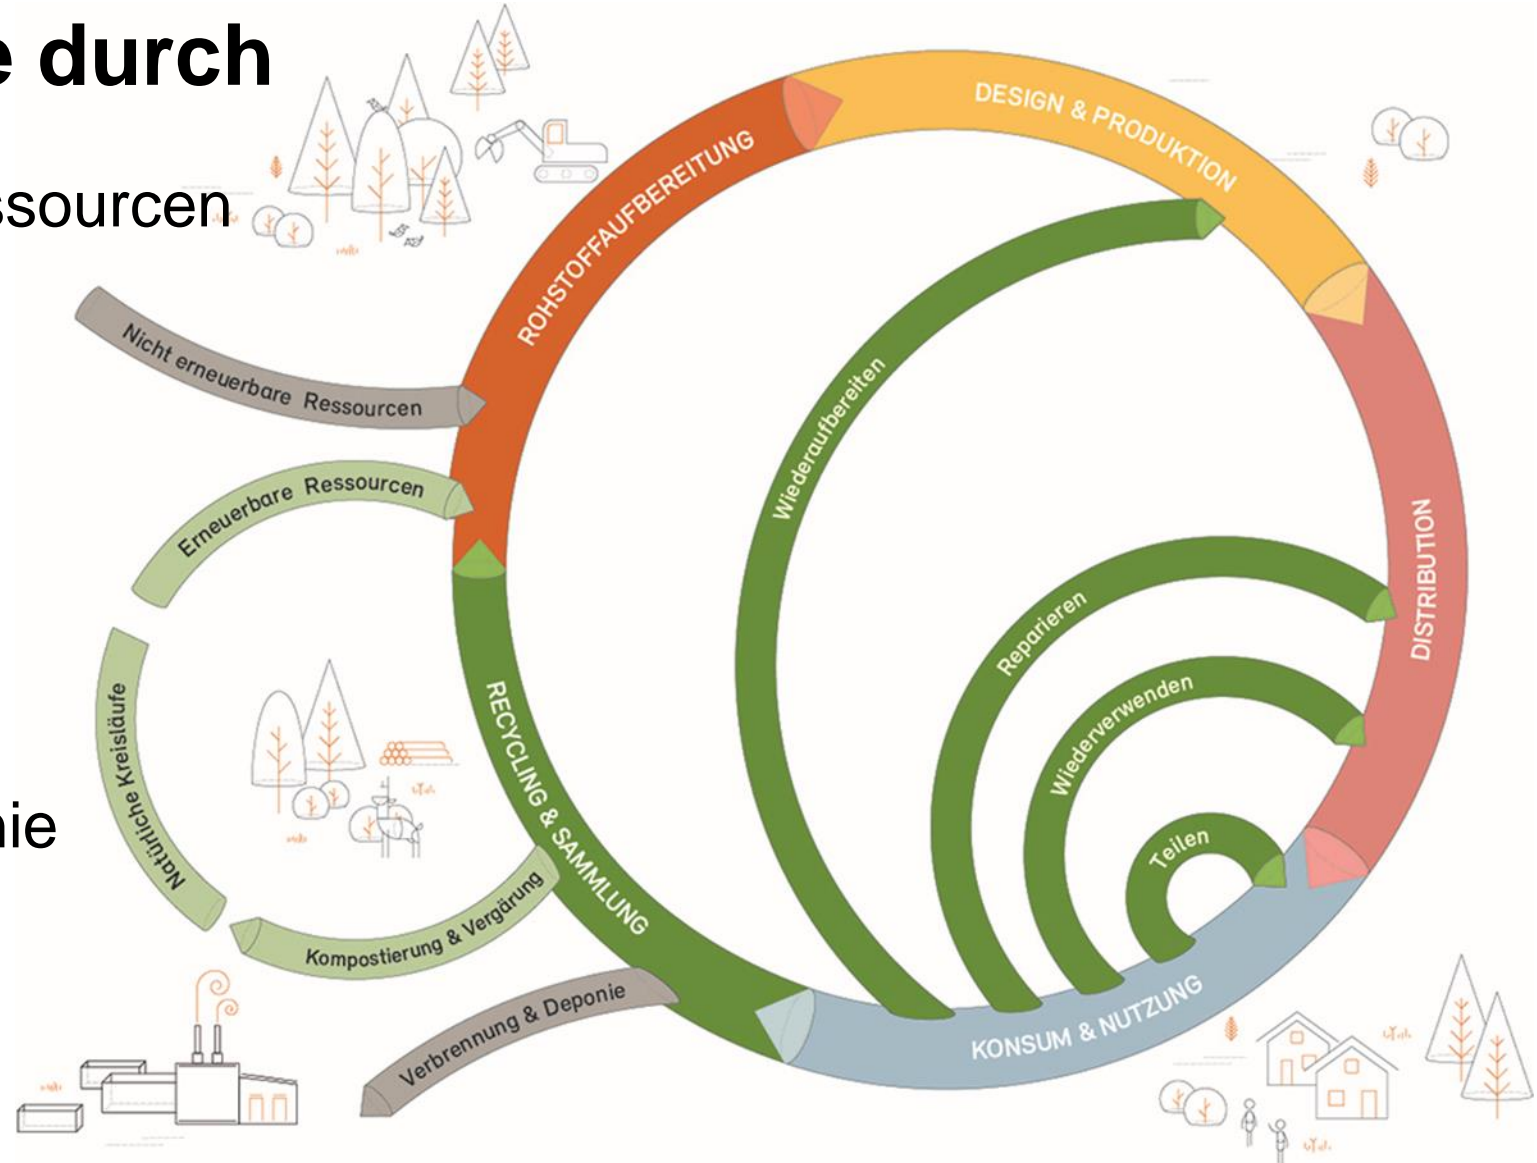 e durch
ssourcen
nie
DESIGN & PRODUKTION
ROHSTOFFAUFBEREITUNG
Nicht erneuerbare Ressourcen
Erneuerbare Ressourcen
Wiederaufbereiten
DISTRIBUTION
Reparieren
Wiederverwenden
Teilen
RECYCLING & SAMMLUNG
Natürliche Kreisläufe
Kompostierung & Vergärung
Verbrennung & Deponie
KONSUM & NUTZUNG